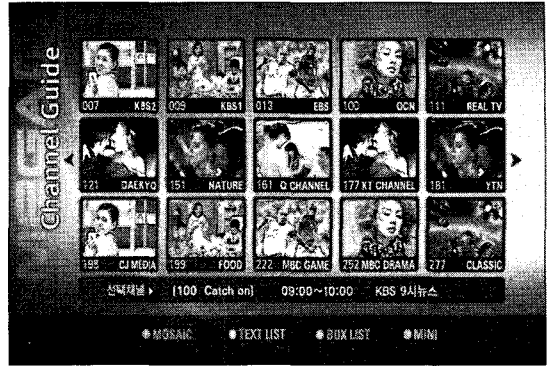 Channel Guide
007 KBS2
009 KBS1
013 EBS
100 OCN
111 REAL TV
121 DAEKYO
151 NATURE
161 Q CHANNEL
177 XT CHANNEL
181 YTN
198 CJ MEDIA
199 FOOD
222 MBC GAME
252 MBC DRAMA
277 CLASSIC
선택채널 [100 Catch on] 09:00~10:00 KBS 9시뉴스
MOSAIC TEXT LIST BOX LIST MINI